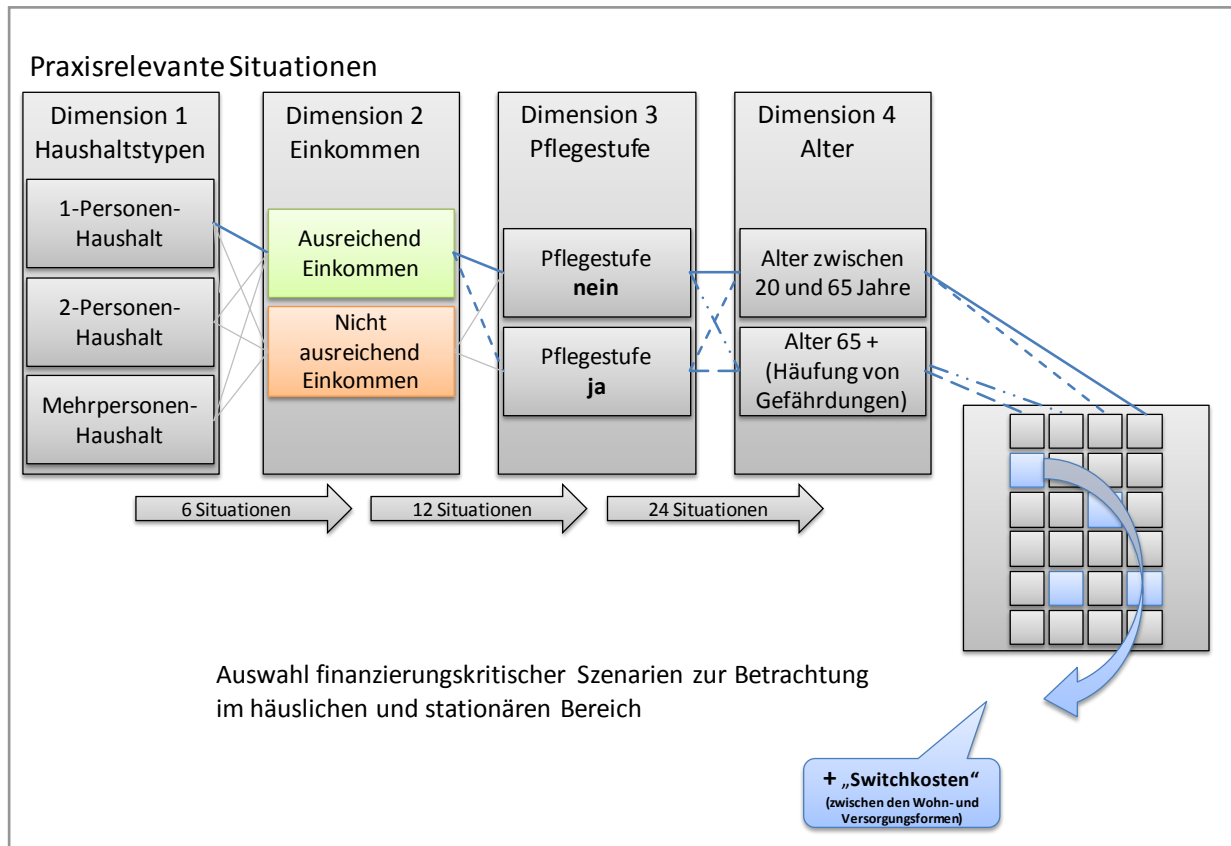 Praxisrelevante Situationen
Dimension 1
Haushaltstypen
1-Personen-
Haushalt
2-Personen-
Haushalt
Mehrpersonen-
Haushalt
Dimension 2
Einkommen
Ausreichend
Einkommen
Nicht
ausreichend
Einkommen
Dimension 3
Pflegestufe
Pflegestufe
nein
Pflegestufe
ja
Dimension 4
Alter
Alter zwischen
20 und 65 Jahre
Alter 65 +
(Häufung von
Gefährdungen)
6 Situationen
12 Situationen
24 Situationen
Auswahl finanzierungskritischer Szenarien zur Betrachtung
im häuslichen und stationären Bereich
+ „Switchkosten“
(zwischen den Wohn- und
Versorgungsformen)